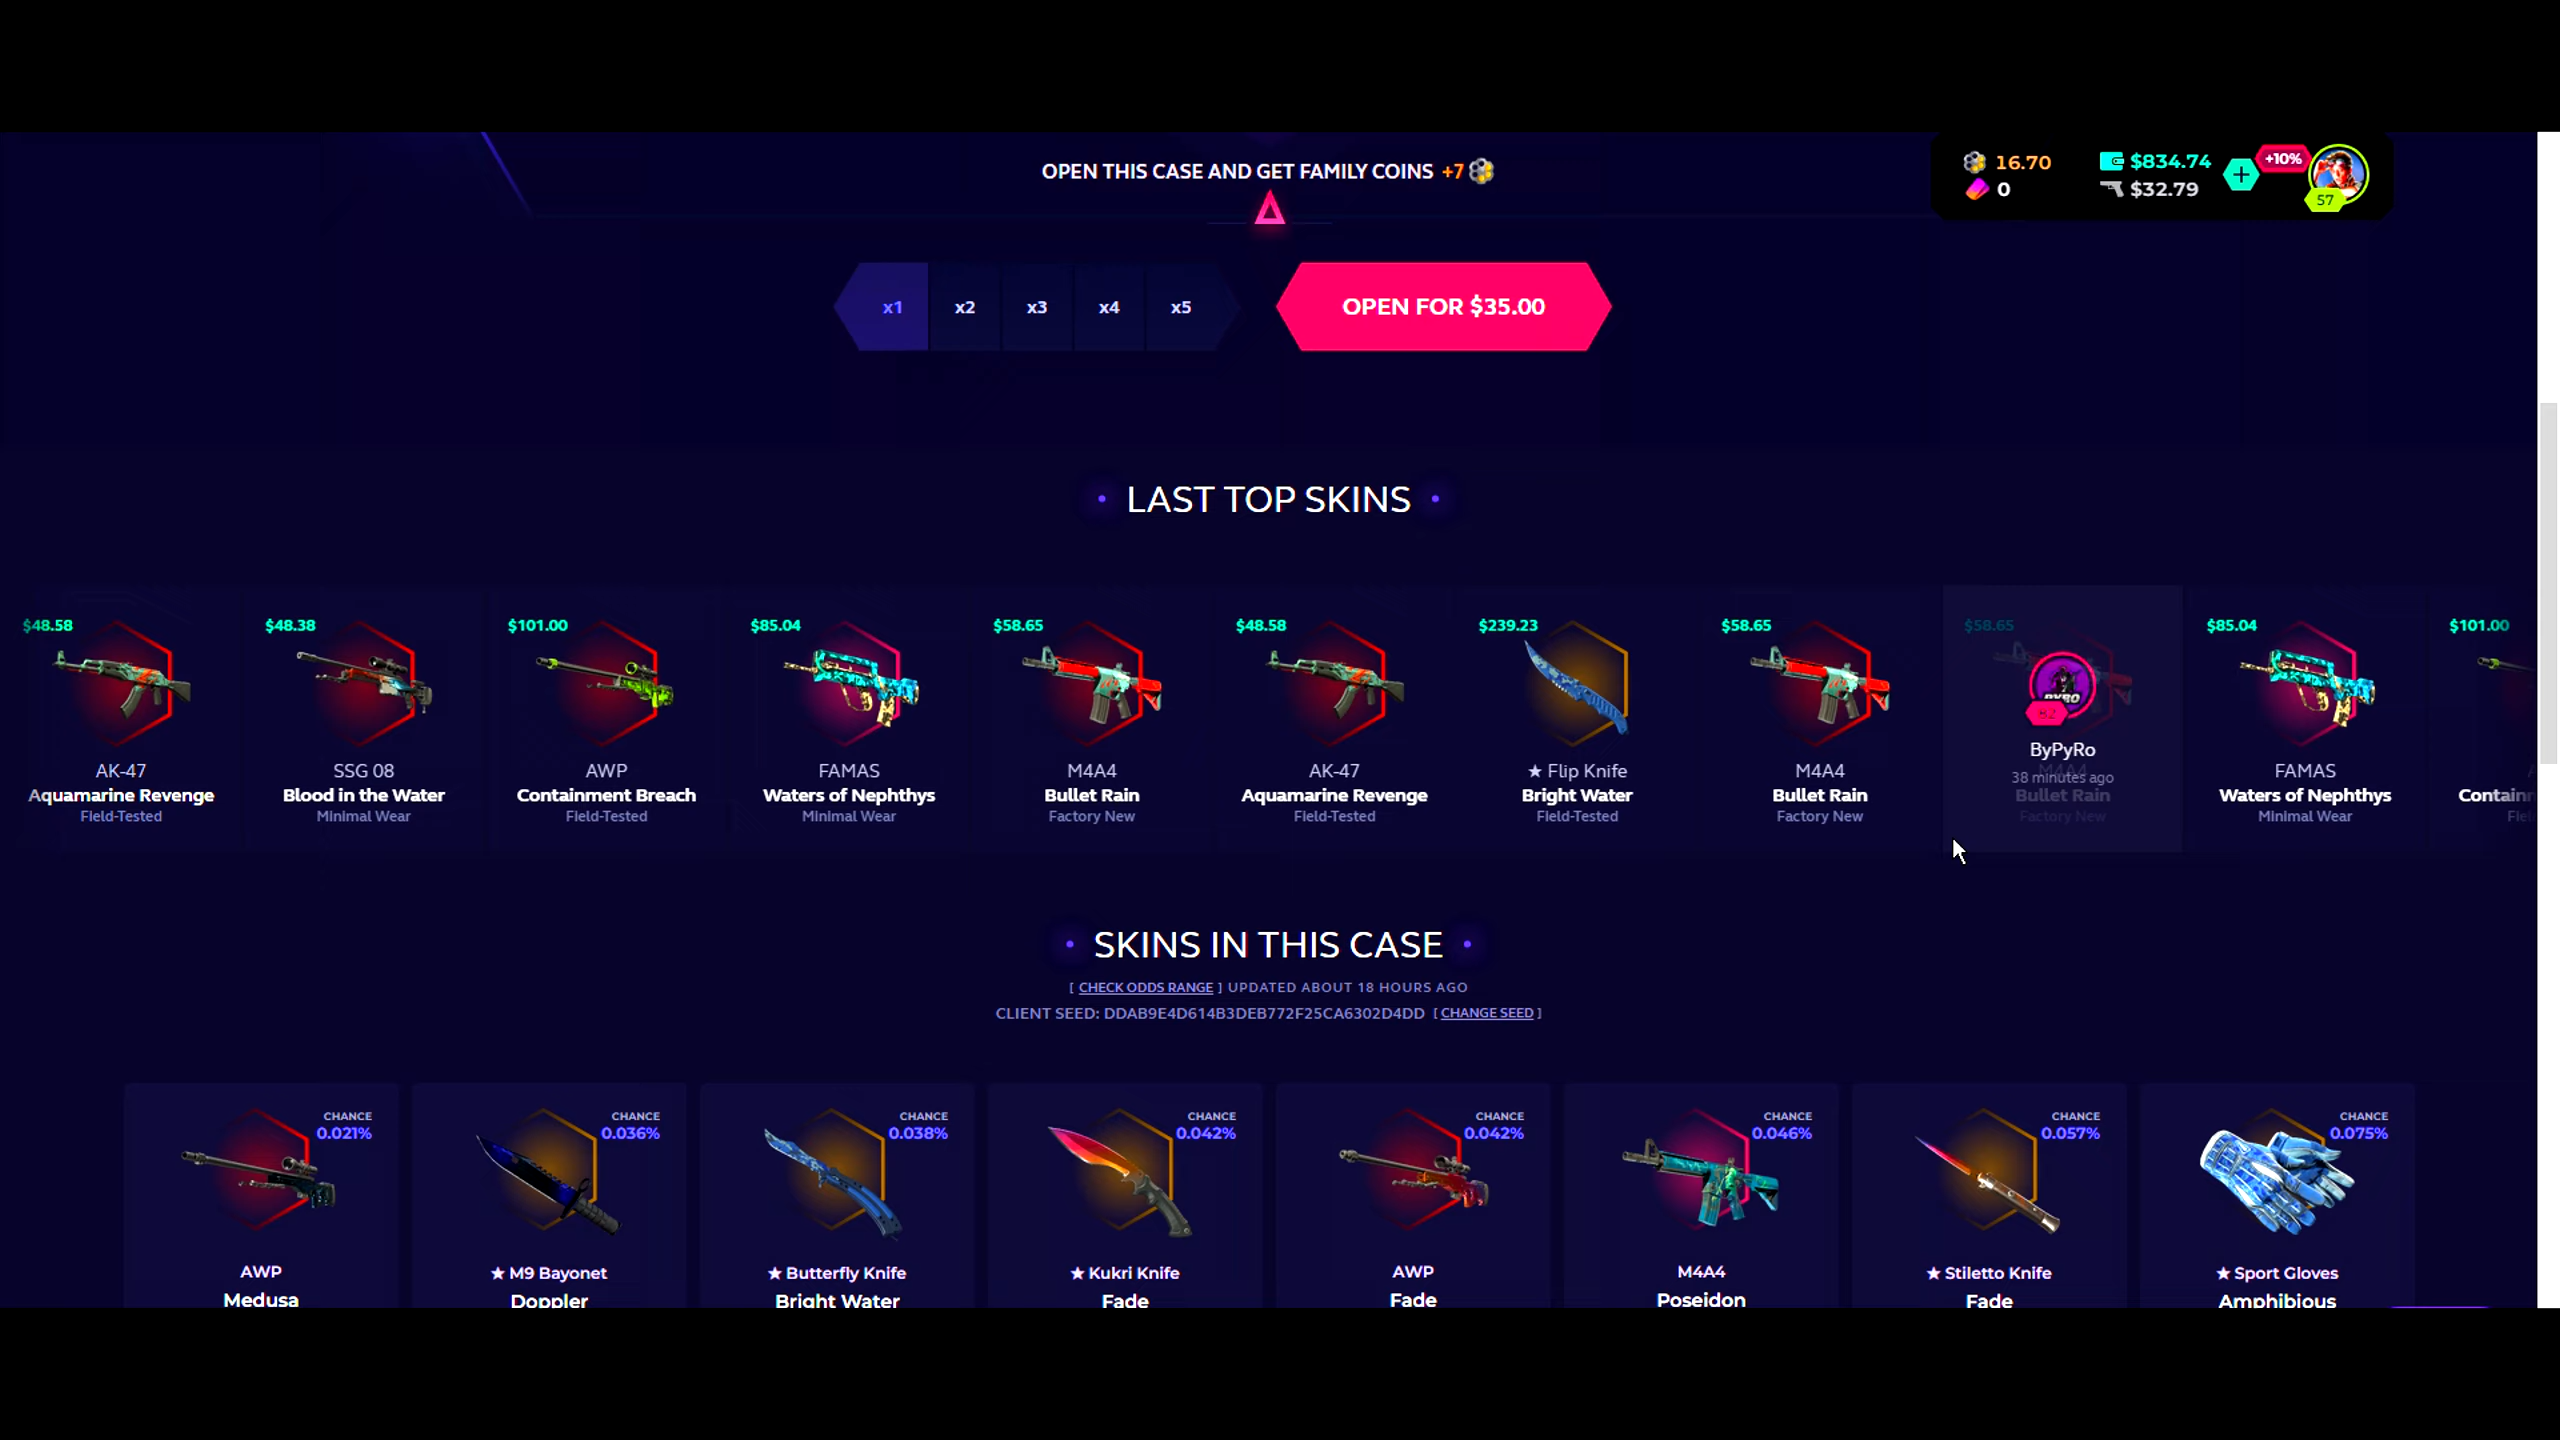 OPEN THIS CASE AND GET FAMILY COINS +7
16.70
$834.74
+10%
0
$32.79
57
x1
x2
x3
x4
x5
OPEN FOR $35.00
LAST TOP SKINS
$48.58
$48.38
$101.00
$85.04
$58.65
$48.58
$239.23
$58.65
$58.65
$85.04
$101.00
PYRO
82
ByPyRo
38 minutes ago
AK-47
SSG 08
AWP
FAMAS
M4A4
AK-47
★ Flip Knife
M4A4
M4A4
FAMAS
Aquamarine Revenge
Blood in the Water
Containment Breach
Waters of Nephthys
Bullet Rain
Aquamarine Revenge
Bright Water
Bullet Rain
Bullet Rain
Waters of Nephthys
Contain
Field-Tested
Minimal Wear
Field-Tested
Minimal Wear
Factory New
Field-Tested
Field-Tested
Factory New
Factory New
Minimal Wear
SKINS IN THIS CASE
[ CHECK ODDS RANGE ] UPDATED ABOUT 18 HOURS AGO
CLIENT SEED: DDAB9E4D614B3DEB772F25CA6302D4DD [ CHANGE SEED ]
CHANCE
0.021%
CHANCE
0.036%
CHANCE
0.038%
CHANCE
0.042%
CHANCE
0.042%
CHANCE
0.046%
CHANCE
0.057%
CHANCE
0.075%
AWP
Medusa
★ M9 Bayonet
Doppler
★ Butterfly Knife
Bright Water
★ Kukri Knife
Fade
AWP
Fade
M4A4
Poseidon
★ Stiletto Knife
Fade
★ Sport Gloves
Amphibious